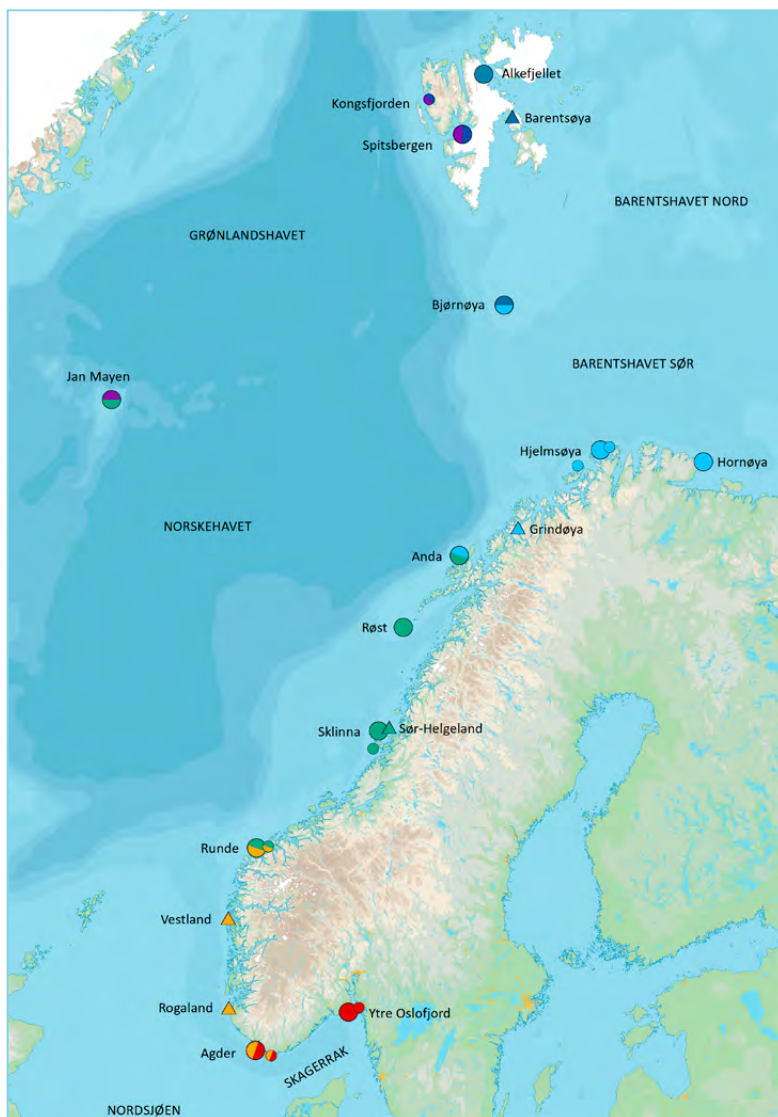 Alkefjellet
Kongsfjorden
Barentsøya
Spitsbergen
BARENTSHAVET NORD
GRØNLANDSHAVET
Bjørnøya
BARENTSHAVET SØR
Jan Mayen
Hjelmsøya
Hornøya
NORSKEHAVET
Grindøya
Anda
Røst
Sklinna
Sør-Helgeland
Runde
Vestland
Rogaland
Ytre Oslofjord
Agder
SKAGERRAK
NORDSJØEN